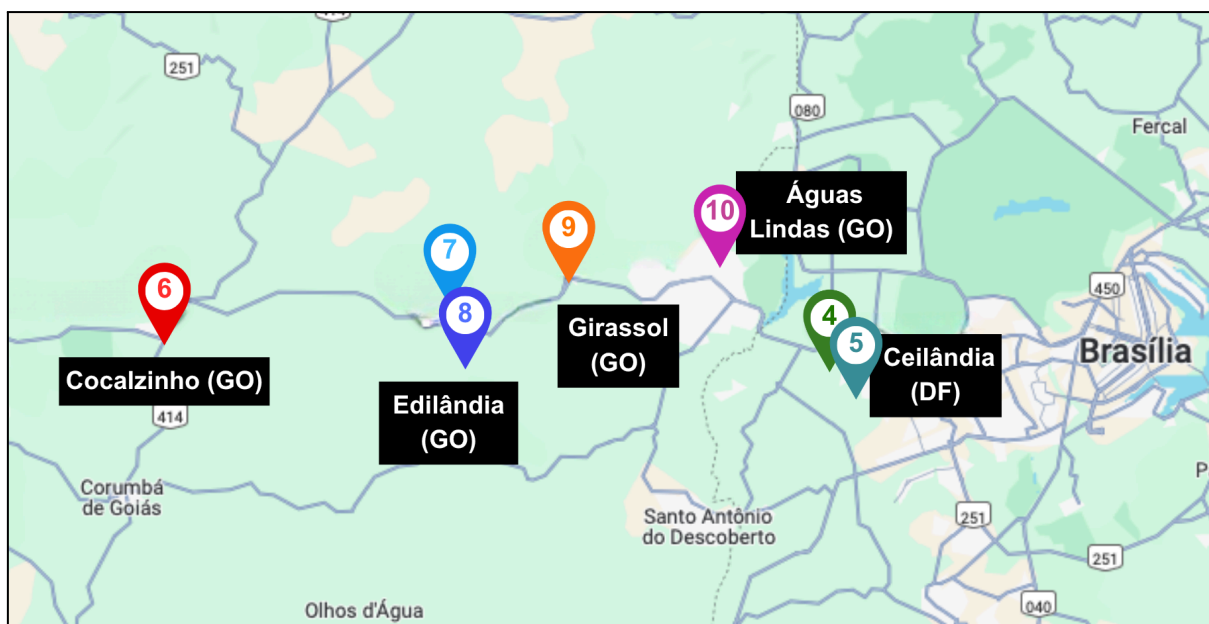 251
080
Fercal
10
Águas
Lindas (GO)
9
7
6
8
Girassol
(GO)
4
5
450
Brasília
Ceilândia
(DF)
Cocalzinho (GO)
Edilândia
(GO)
414
Corumbá
de Goiás
Santo Antônio
do Descoberto
251
251
Olhos d'Água
040